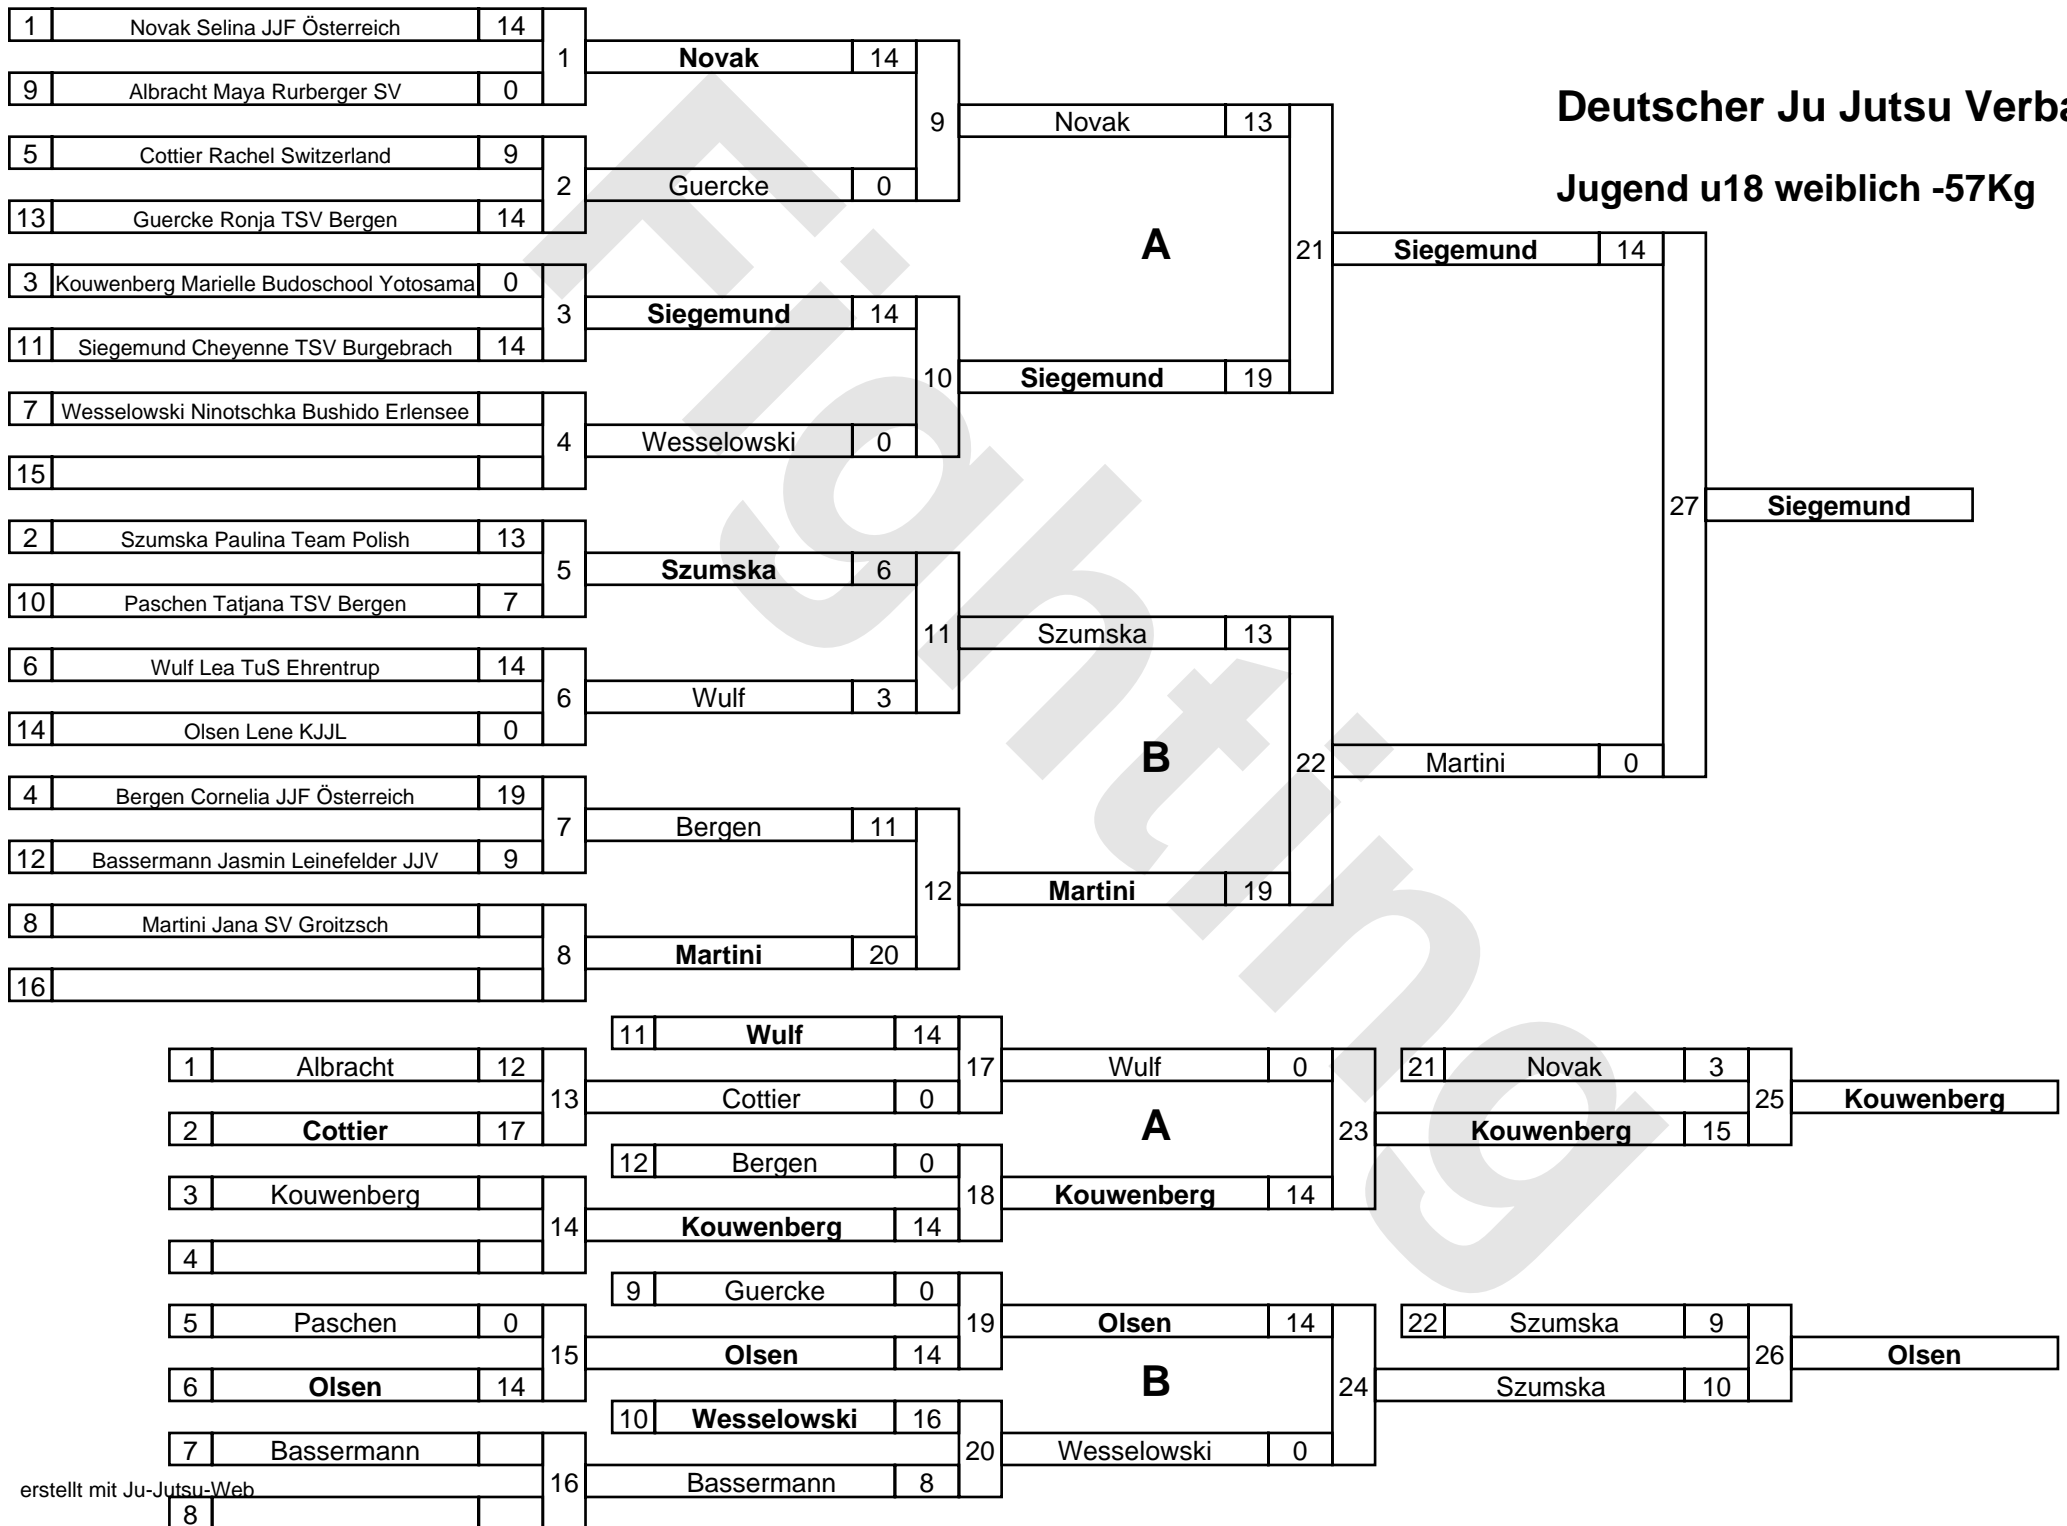 Deutscher Ju Jutsu Verba
Jugend u18 weiblich -57Kg
Fighting
1 Novak Selina JJF Österreich 14
1
9 Albracht Maya Rurberger SV 0
5 Cottier Rachel Switzerland 9
2
13 Guercke Ronja TSV Bergen 14
3 Kouwenberg Marielle Budoschool Yotosama 0
3
11 Siegemund Cheyenne TSV Burgebrach 14
7 Wesselowski Ninotschka Bushido Erlensee
4
15
2 Szumska Paulina Team Polish 13
5
10 Paschen Tatjana TSV Bergen 7
6 Wulf Lea TuS Ehrentrup 14
6
14 Olsen Lene KJJL 0
4 Bergen Cornelia JJF Österreich 19
7
12 Bassermann Jasmin Leinefelder JJV 9
8 Martini Jana SV Groitzsch
8
16
Novak 14
9
Guercke 0
Siegemund 14
10
Wesselowski 0
Szumska 6
11
Wulf 3
Bergen 11
12
Martini 20
Novak 13
A 21
Siegemund 19
Szumska 13
B 22
Martini 19
Siegemund 14
27
Martini 0
Siegemund
1 Albracht 12
13
2 Cottier 17
3 Kouwenberg
14
4
5 Paschen 0
15
6 Olsen 14
7 Bassermann
16
8
11 Wulf 14
17
Cottier 0
12 Bergen 0
18
Kouwenberg 14
9 Guercke 0
19
Olsen 14
10 Wesselowski 16
20
Bassermann 8
Wulf 0
A 23
Kouwenberg 14
Olsen 14
B 24
Wesselowski 0
21 Novak 3
25
Kouwenberg 15
Kouwenberg
22 Szumska 9
26
Szumska 10
Olsen
erstellt mit Ju-Jutsu-Web